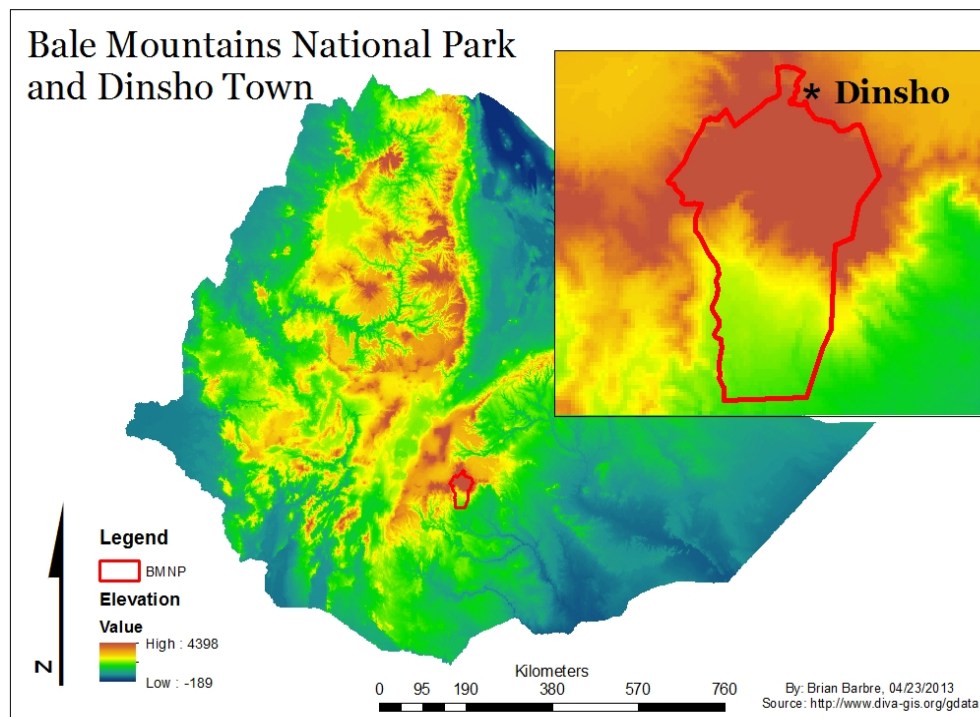 Bale Mountains National Park
and Dinsho Town
* Dinsho
Legend
BMNP
Elevation
Value
High : 4398
Low : -189
N
Kilometers
0 95 190 380 570 760
By: Brian Barbre, 04/23/2013
Source: http://www.diva-gis.org/gdata